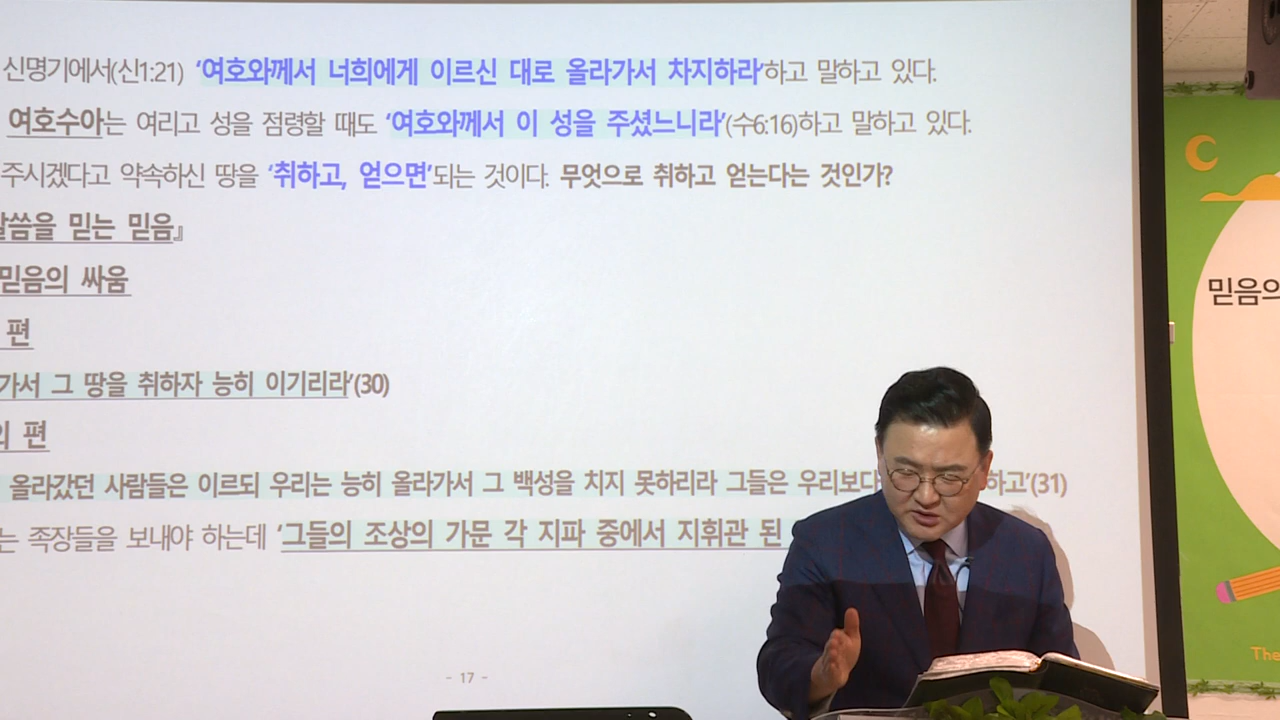 신명기에서(신1:21) ‘여호와께서 너희에게 이르신 대로 올라가서 차지하라’하고 말하고 있다.
여호수아는 여리고 성을 점령할 때도 ‘여호와께서 이 성을 주셨느니라’(수6:16)하고 말하고 있다.
주시겠다고 약속하신 땅을 ‘취하고, 얻으면’되는 것이다. 무엇으로 취하고 얻는다는 것인가?
말씀을 믿는 믿음』
믿음의 싸움
편
가서 그 땅을 취하자 능히 이기리라’(30)
의 편
올라갔던 사람들은 이르되 우리는 능히 올라가서 그 백성을 치지 못하리라 그들은 우리보다 하고’(31)
는 족장들을 보내야 하는데 ‘그들의 조상의 가문 각 지파 중에서 지휘관 된
- 17 -
믿음의
The